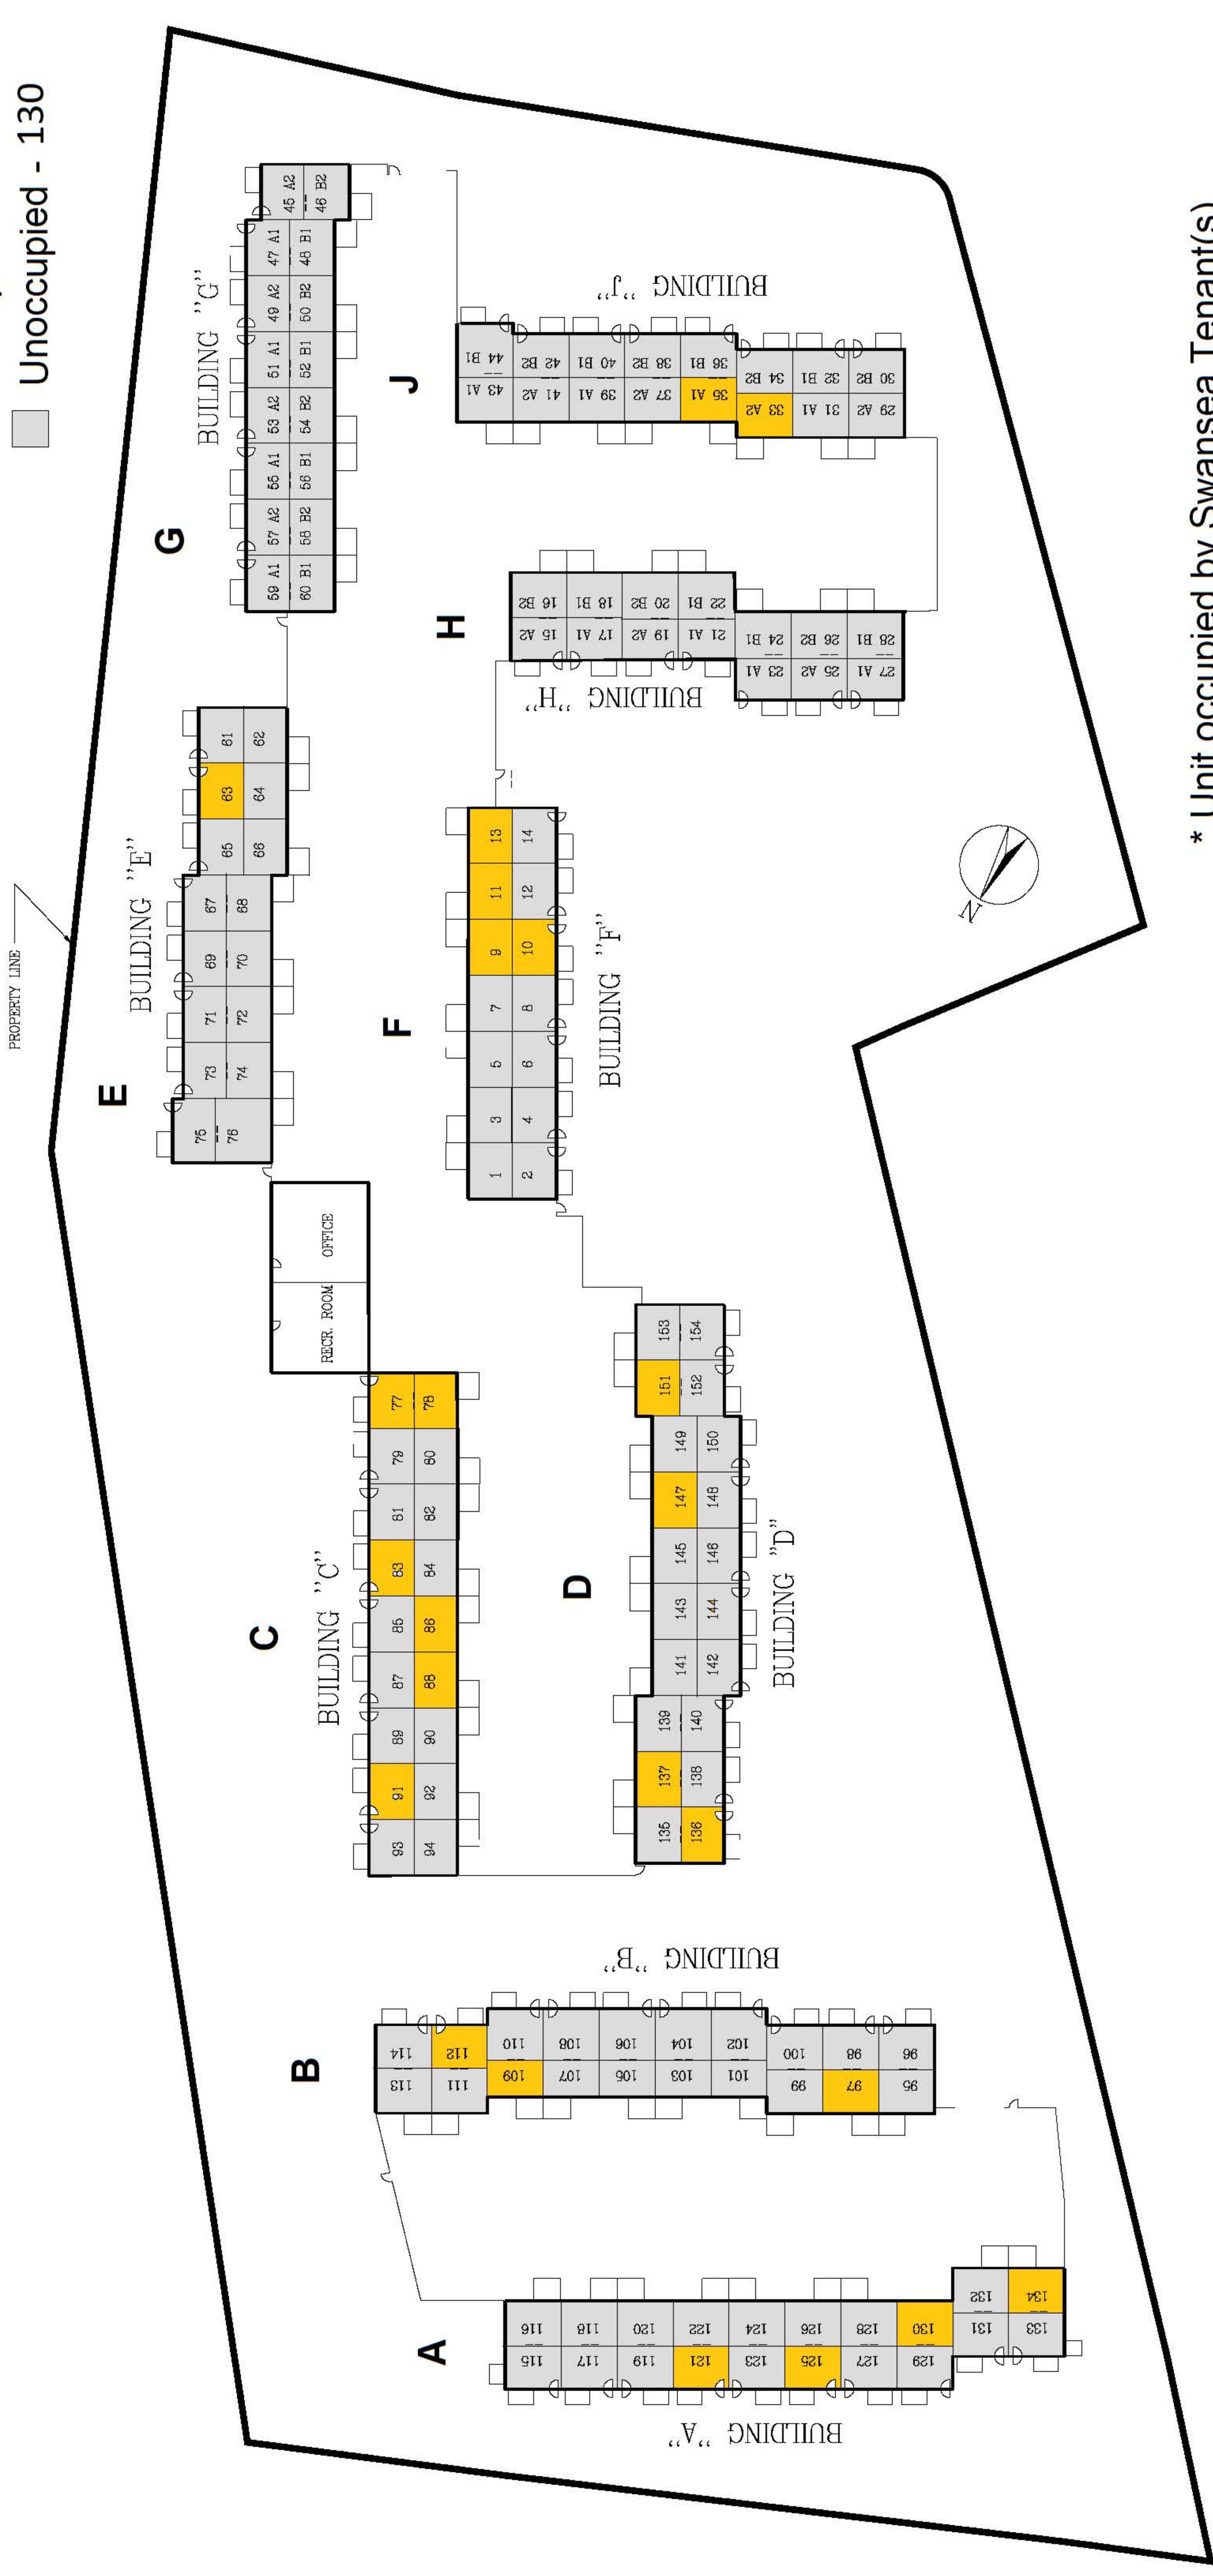 Unoccupied - 130
PROPERTY LINE
G
BUILDING "G"
59 A1
57 A2
55 A1
53 A2
51 A1
49 A2
47 A1
45 A2
60 B1
58 B2
56 B1
54 B2
52 B1
50 B2
48 B1
46 B2
E
BUILDING "E"
75
73
71
69
67
65
63
61
76
74
72
70
68
66
64
62
OFFICE
RECR. ROOM
J
BUILDING "J"
43 A1
44 B1
41 A2
42 B2
39 A1
40 B1
37 A2
38 B2
35 A1
36 B1
33 A2
34 B2
31 A1
32 B1
29 A2
30 B2
H
BUILDING "H"
15 A2
16 B2
17 A1
18 B1
19 A2
20 B2
21 A1
22 B1
23 A1
24 B1
25 A2
26 B2
27 A1
28 B1
F
BUILDING "F"
1
3
5
7
9
11
13
2
4
6
8
10
12
14
N
C
BUILDING "C"
93
91
89
87
85
83
81
79
77
94
92
90
88
86
84
82
80
78
D
BUILDING "D"
135
137
139
141
143
145
147
149
151
153
136
138
140
142
144
146
148
150
152
154
B
BUILDING "B"
113
114
111
112
109
110
107
108
105
106
103
104
101
102
99
100
97
98
95
96
A
BUILDING "A"
115
116
117
118
119
120
121
122
123
124
125
126
127
128
129
130
131
132
133
134
* Unit occupied by Swansea Tenant(s)